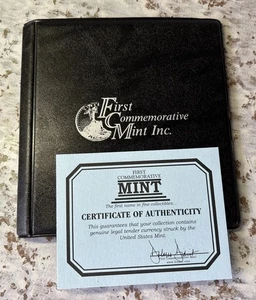 First
Commemorative
Mint Inc.
FIRST
COMMEMORATIVE
MINT
The first name in fine collectibles...
CERTIFICATE OF AUTHENTICITY
This guarantees that your collection contains
genuine legal tender currency struck by the
United States Mint.